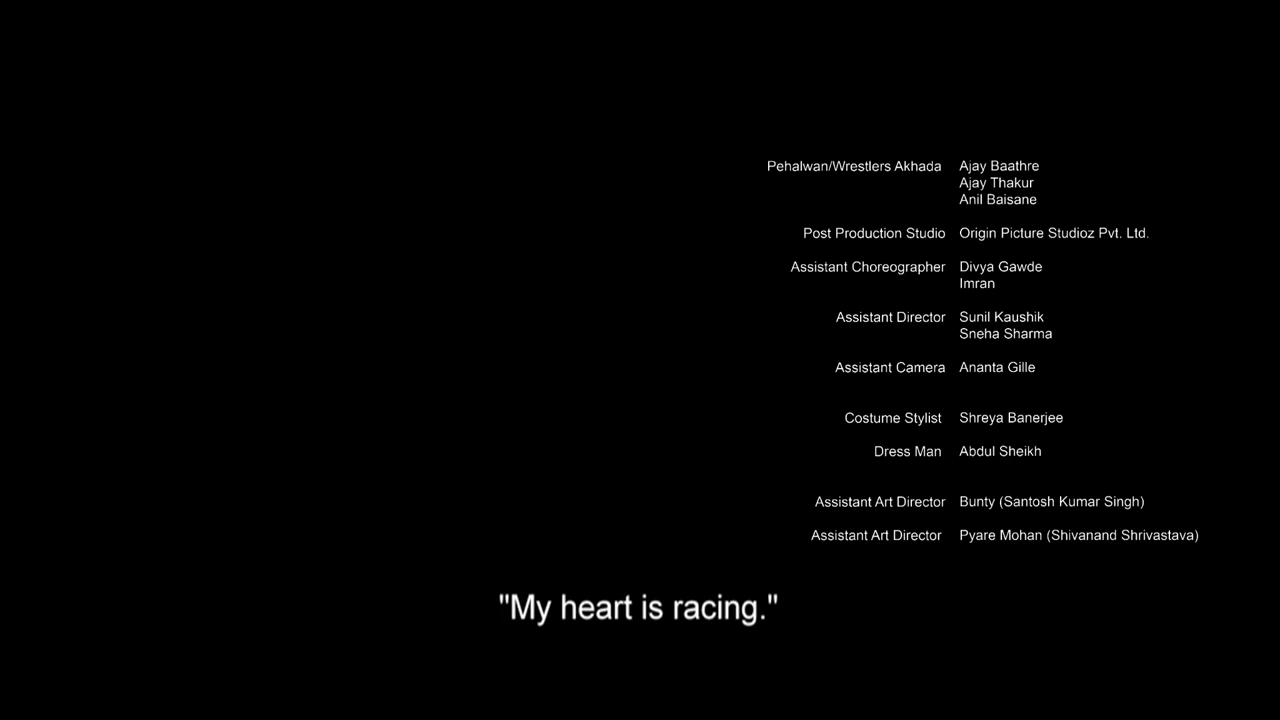 Pehalwan/Wrestlers Akhada Ajay Baathre
Ajay Thakur
Anil Baisane
Post Production Studio Origin Picture Studioz Pvt. Ltd.
Assistant Choreographer Divya Gawde
Imran
Assistant Director Sunil Kaushik
Sneha Sharma
Assistant Camera Ananta Gille
Costume Stylist Shreya Banerjee
Dress Man Abdul Sheikh
Assistant Art Director Bunty (Santosh Kumar Singh)
Assistant Art Director Pyare Mohan (Shivanand Shrivastava)
"My heart is racing."